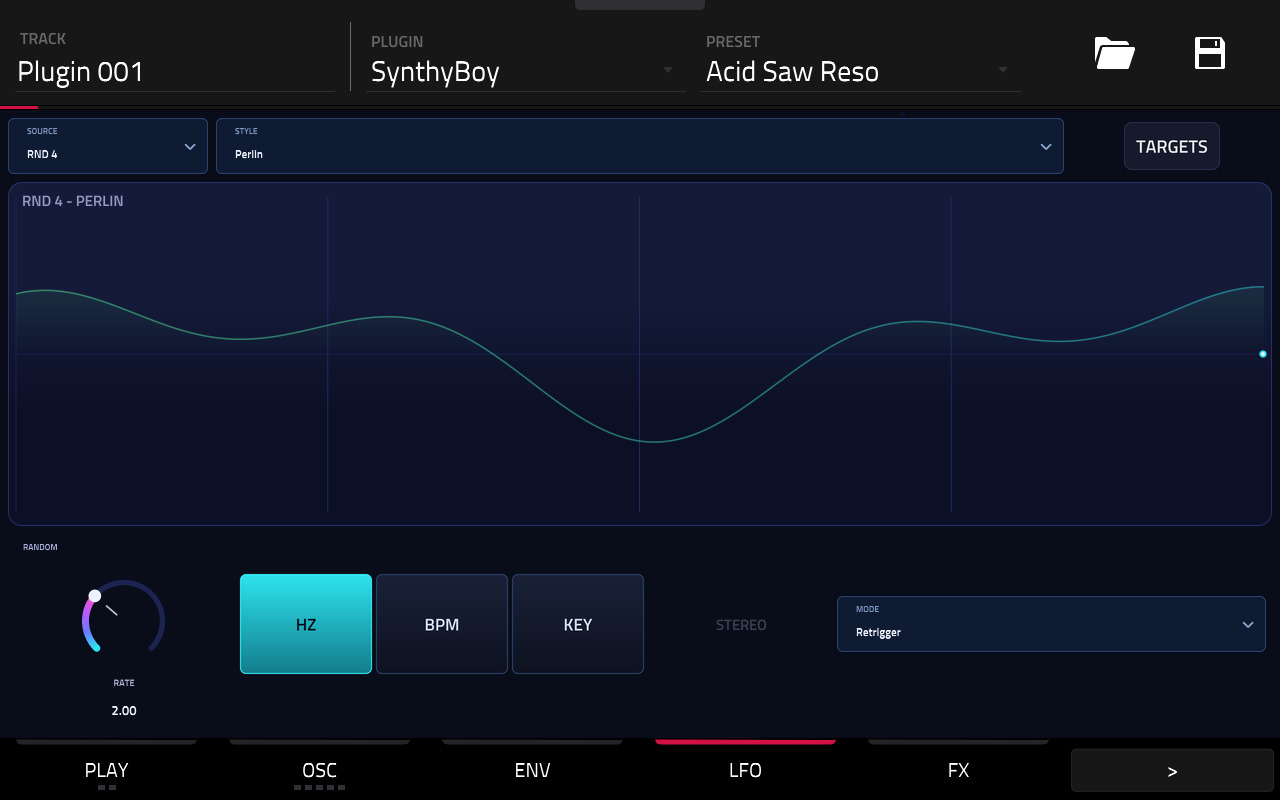 TRACK
Plugin 001
PLUGIN
SynthyBoy
PRESET
Acid Saw Reso
SOURCE
RND 4
STYLE
Perlin
TARGETS
RND 4 - PERLIN
RANDOM
RATE
2.00
HZ
BPM
KEY
STEREO
MODE
Retrigger
PLAY
OSC
ENV
LFO
FX
>